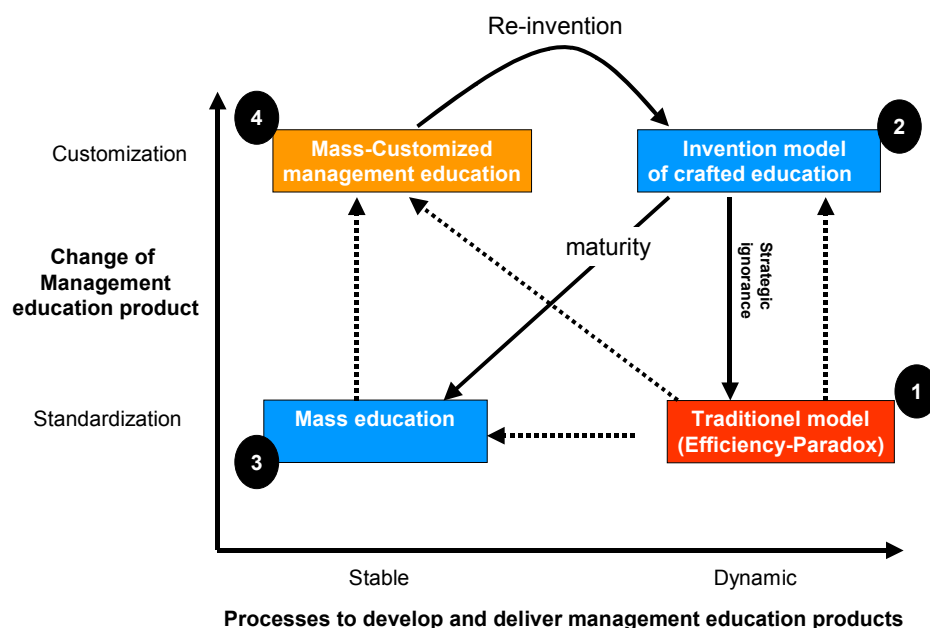 Re-invention
4
2
Customization
Mass-Customized
management education
Invention model
of crafted education
Change of
Management
education product
maturity
Strategic
ignorance
1
Standardization
Mass education
Traditionel model
(Efficiency-Paradox)
3
Stable
Dynamic
Processes to develop and deliver management education products